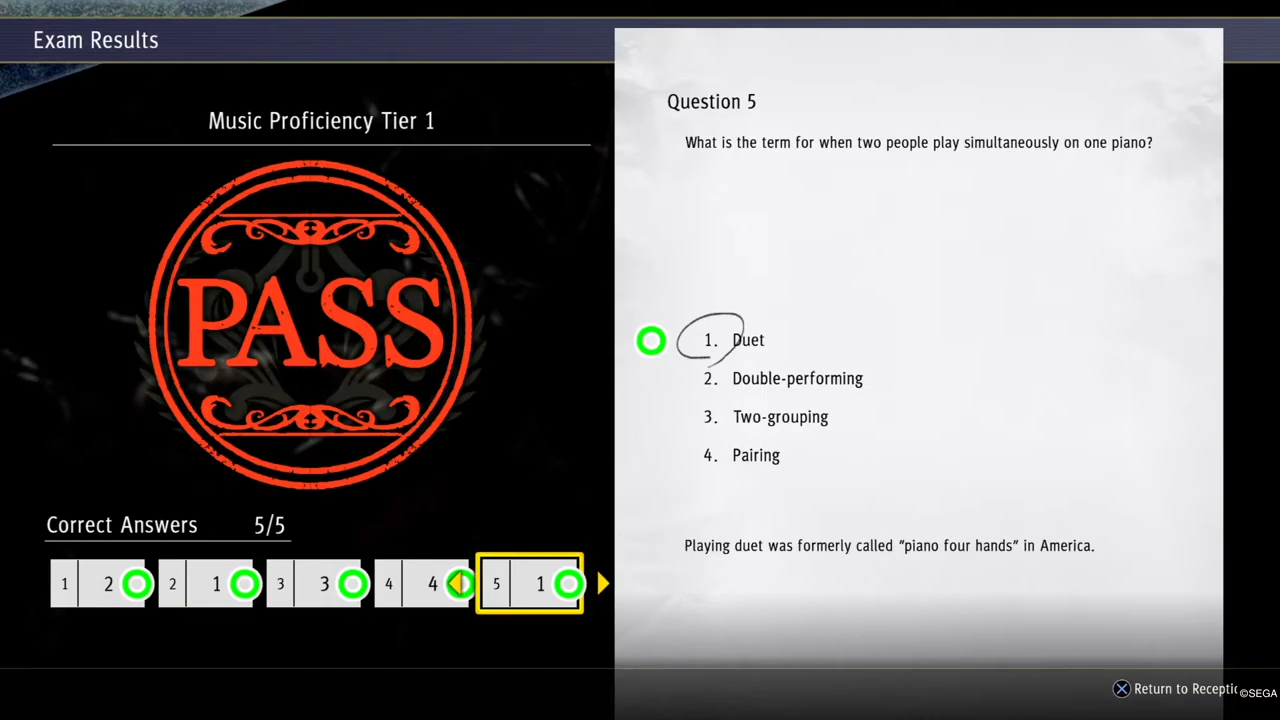 Exam Results
Music Proficiency Tier 1
PASS
Correct Answers 5/5
1 2
2 1
3 3
4 4
5 1
Question 5
What is the term for when two people play simultaneously on one piano?
1. Duet
2. Double-performing
3. Two-grouping
4. Pairing
Playing duet was formerly called “piano four hands” in America.
Return to Receptic
©SEGA